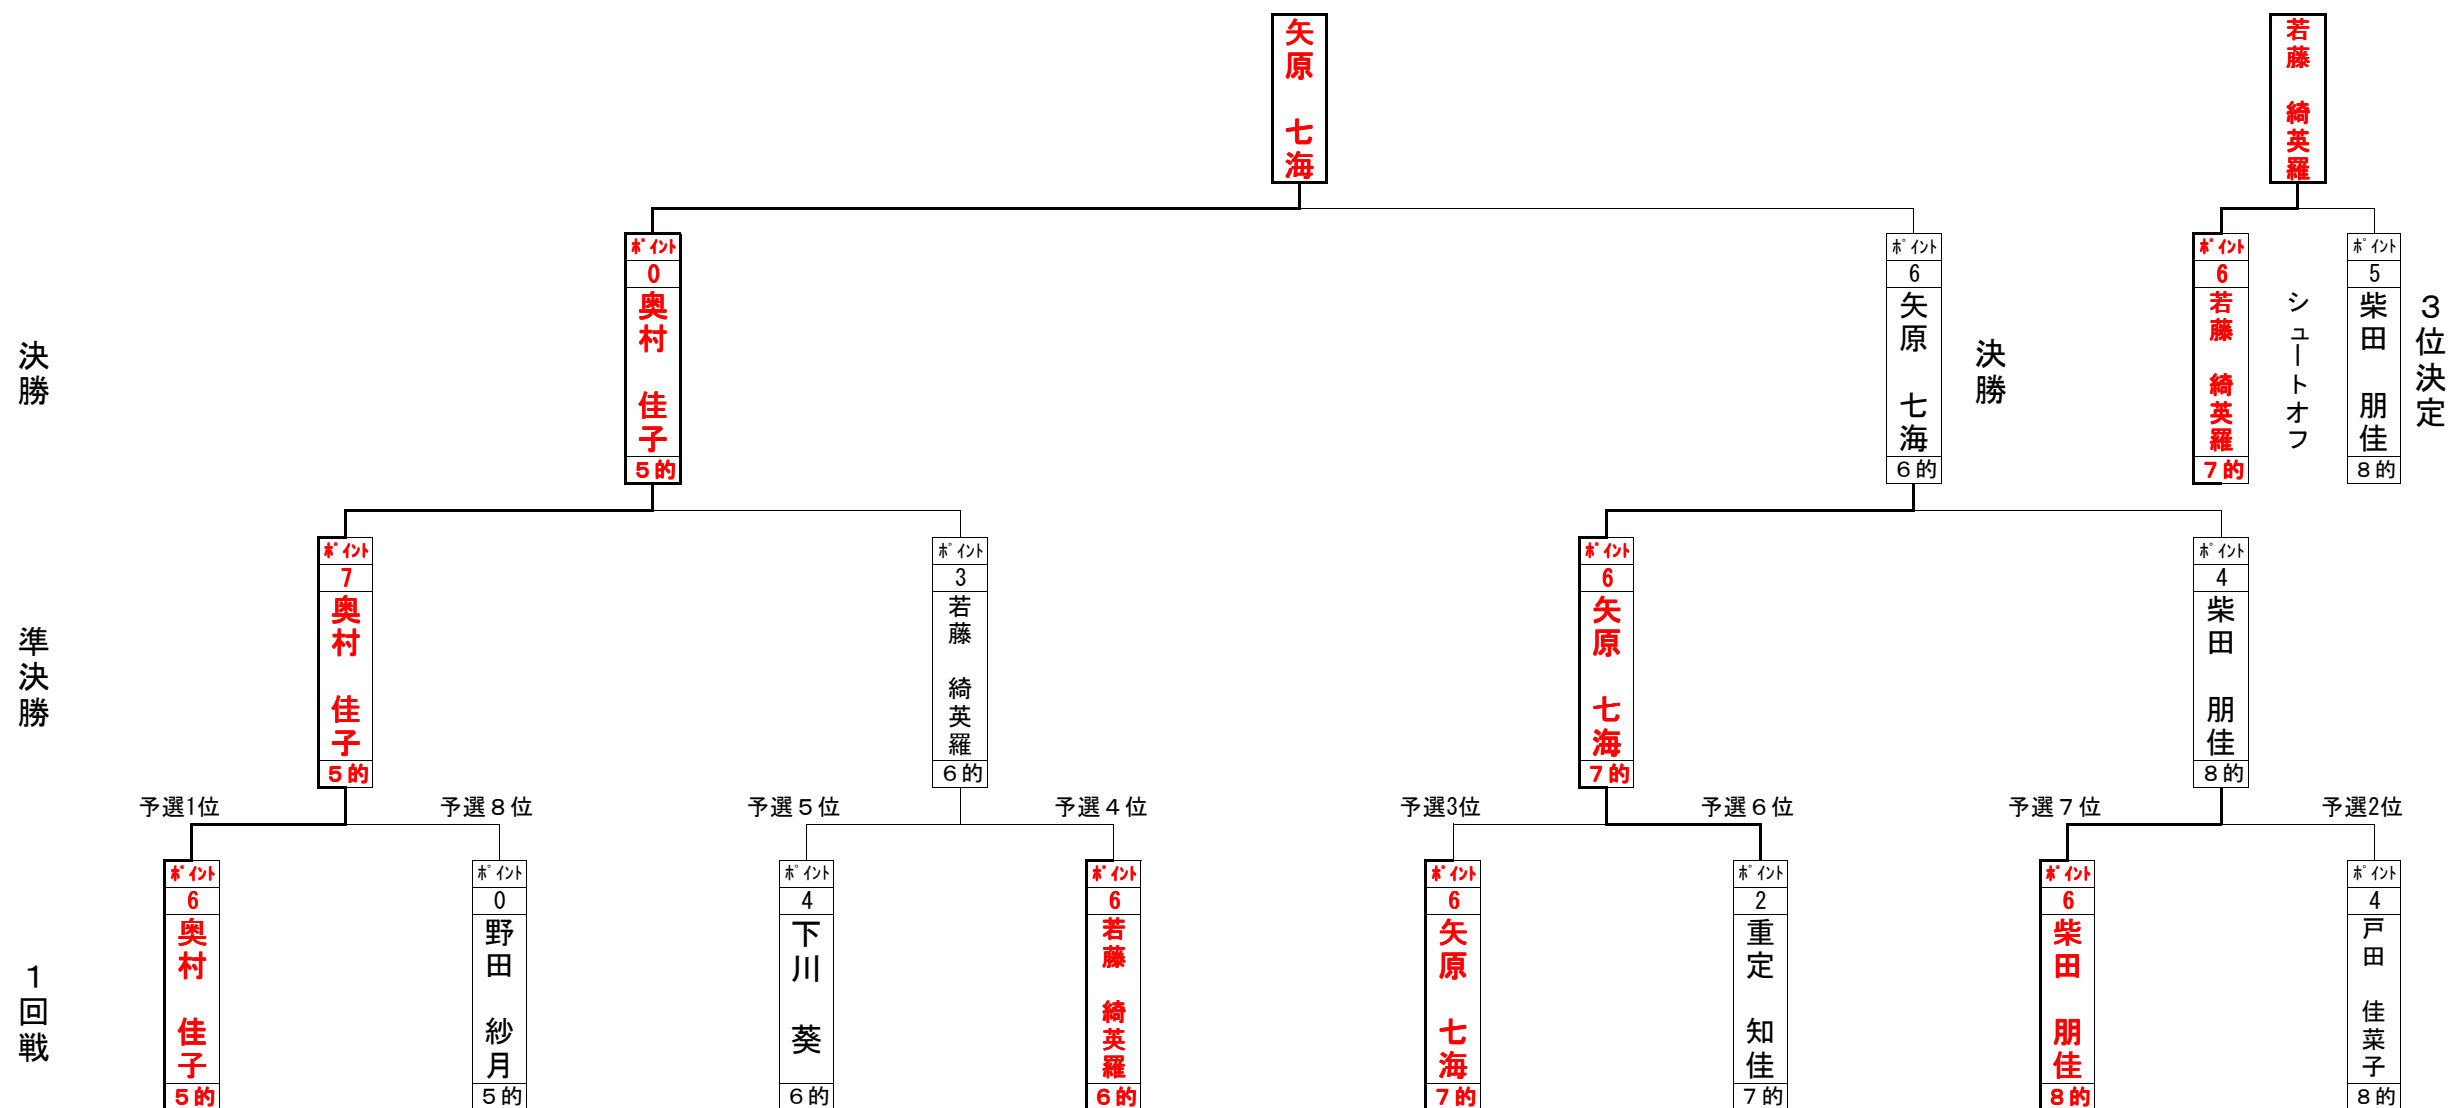 矢原 七海
若藤 綺英羅
決勝
ﾎﾟｲﾝﾄ
0
奥村 佳子
５的
ﾎﾟｲﾝﾄ
6
矢原 七海
６的
決勝
ﾎﾟｲﾝﾄ
6
若藤 綺英羅
７的
シュートオフ
ﾎﾟｲﾝﾄ
5
柴田 朋佳
８的
３位決定
準決勝
ﾎﾟｲﾝﾄ
7
奥村 佳子
５的
ﾎﾟｲﾝﾄ
3
若藤 綺英羅
６的
ﾎﾟｲﾝﾄ
6
矢原 七海
７的
ﾎﾟｲﾝﾄ
4
柴田 朋佳
８的
１回戦
予選1位
ﾎﾟｲﾝﾄ
6
奥村 佳子
５的
予選８位
ﾎﾟｲﾝﾄ
0
野田 紗月
５的
予選５位
ﾎﾟｲﾝﾄ
4
下川 葵
６的
予選４位
ﾎﾟｲﾝﾄ
6
若藤 綺英羅
６的
予選3位
ﾎﾟｲﾝﾄ
6
矢原 七海
７的
予選６位
ﾎﾟｲﾝﾄ
2
重定 知佳
７的
予選７位
ﾎﾟｲﾝﾄ
6
柴田 朋佳
８的
予選2位
ﾎﾟｲﾝﾄ
4
戸田 佳菜子
８的